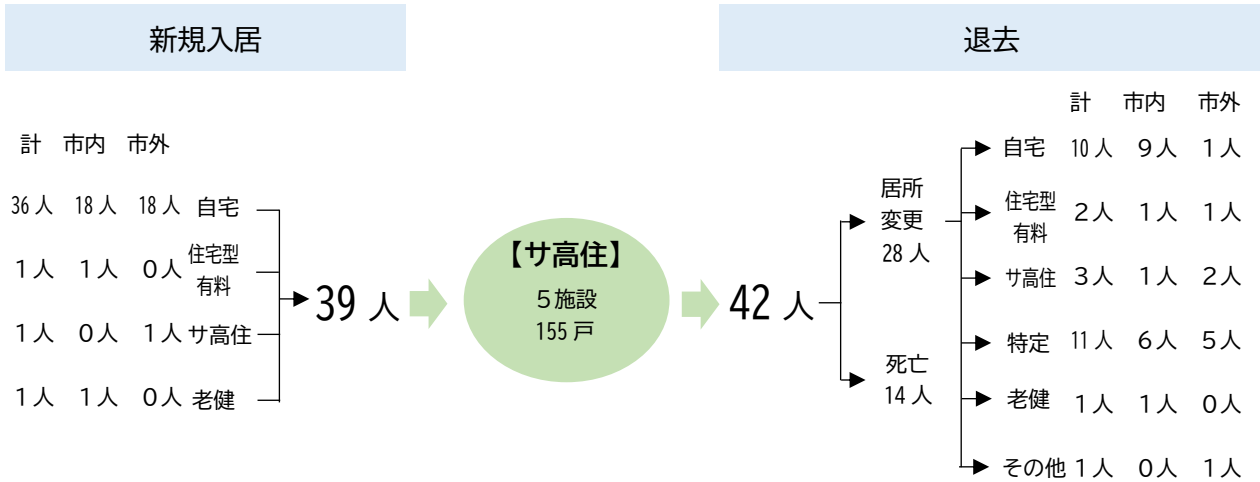 新規入居
計 市内 市外
36人 18人 18人 自宅
1人 1人 0人 住宅型
有料
1人 0人 1人 サ高住
1人 1人 0人 老健
39人
【サ高住】
5施設
155戸
退去
42人
居所
変更
28人
死亡
14人
計 市内 市外
自宅 10人 9人 1人
住宅型
有料 2人 1人 1人
サ高住 3人 1人 2人
特定 11人 6人 5人
老健 1人 1人 0人
その他 1人 0人 1人